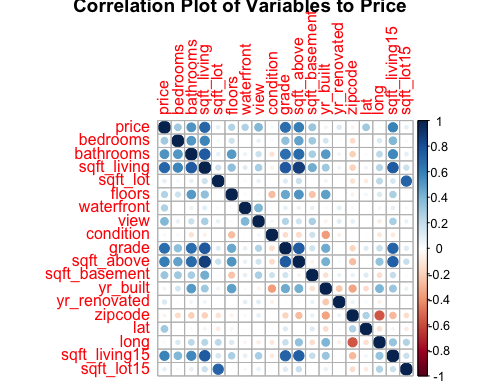 Correlation Plot of Variables to Price
price
bedrooms
bathrooms
sqft_living
sqft_lot
floors
waterfront
view
condition
grade
sqft_above
sqft_basement
yr_built
yr_renovated
zipcode
lat
long
sqft_living15
sqft_lot15
price
bedrooms
bathrooms
sqft_living
sqft_lot
floors
waterfront
view
condition
grade
sqft_above
sqft_basement
yr_built
yr_renovated
zipcode
lat
long
sqft_living15
sqft_lot15
1
0.8
0.6
0.4
0.2
0
-0.2
-0.4
-0.6
-0.8
-1